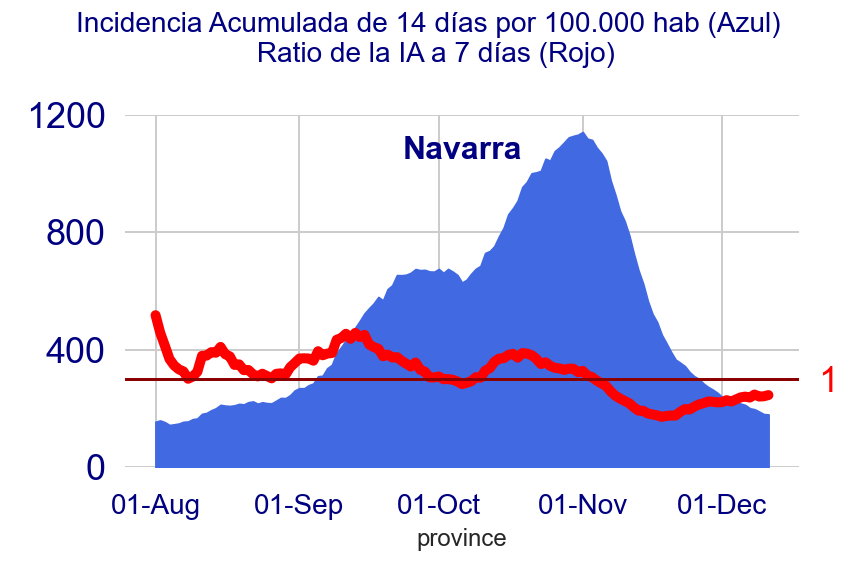 Incidencia Acumulada de 14 días por 100.000 hab (Azul)
Ratio de la IA a 7 días (Rojo)
1200
Navarra
800
400
1
0
01-Aug 01-Sep 01-Oct 01-Nov 01-Dec
province